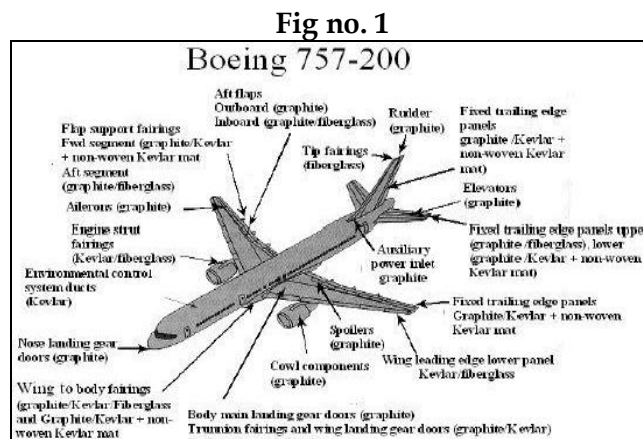 Fig no. 1
Boeing 757-200
Aft flaps
Outboard (graphite)
Inboard (graphite/fiberglass)
Rudder
(graphite)
Fixed trailing edge
panels
graphite /Kevlar +
non-woven Kevlar
mat)
Flap support fairings
Fwd segment (graphite/Kevlar
+ non-woven Kevlar mat
Aft segment
(graphite/fiberglass)
Tip fairings
(fiberglass)
Elevators
(graphite)
Ailerons (graphite)
Engine strut
fairings
(Kevlar/fiberglass)
Auxiliary
power inlet
graphite
Fixed trailing edge panels upper
(graphite /fiberglass), lower
(graphite /Kevlar + non-woven
Kevlar mat)
Environmental control
system ducts
(Kevlar)
Fixed trailing edge panels
Graphite/Kevlar + non-woven
Kevlar mat
Spoilers
(graphite)
Nose landing gear
doors (graphite)
Cowl components
(graphite)
Wing leading edge lower panel
Kevlar/fiberglass
Wing to body fairings
(graphite/Kevlar/Fiberglass
and Graphite/Kevlar + non-
woven Kevlar mat
Body main landing gear doors (graphite)
Trunnion fairings and wing landing gear doors (graphite/Kevlar)